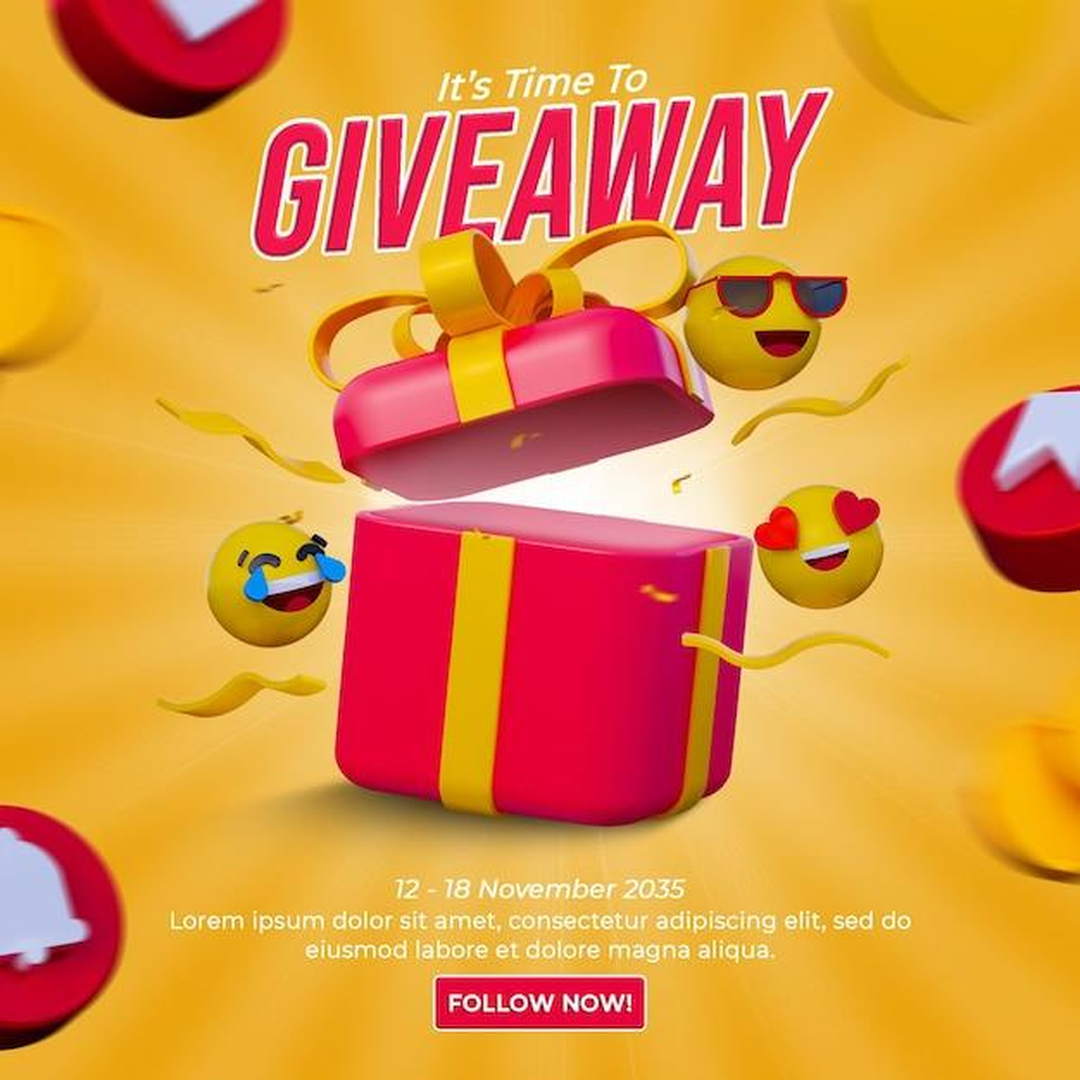 It's Time To
GIVEAWAY
12 - 18 November 2035
Lorem ipsum dolor sit amet, consectetur adipiscing elit, sed do
eiusmod labore et dolore magna aliqua.
FOLLOW NOW!